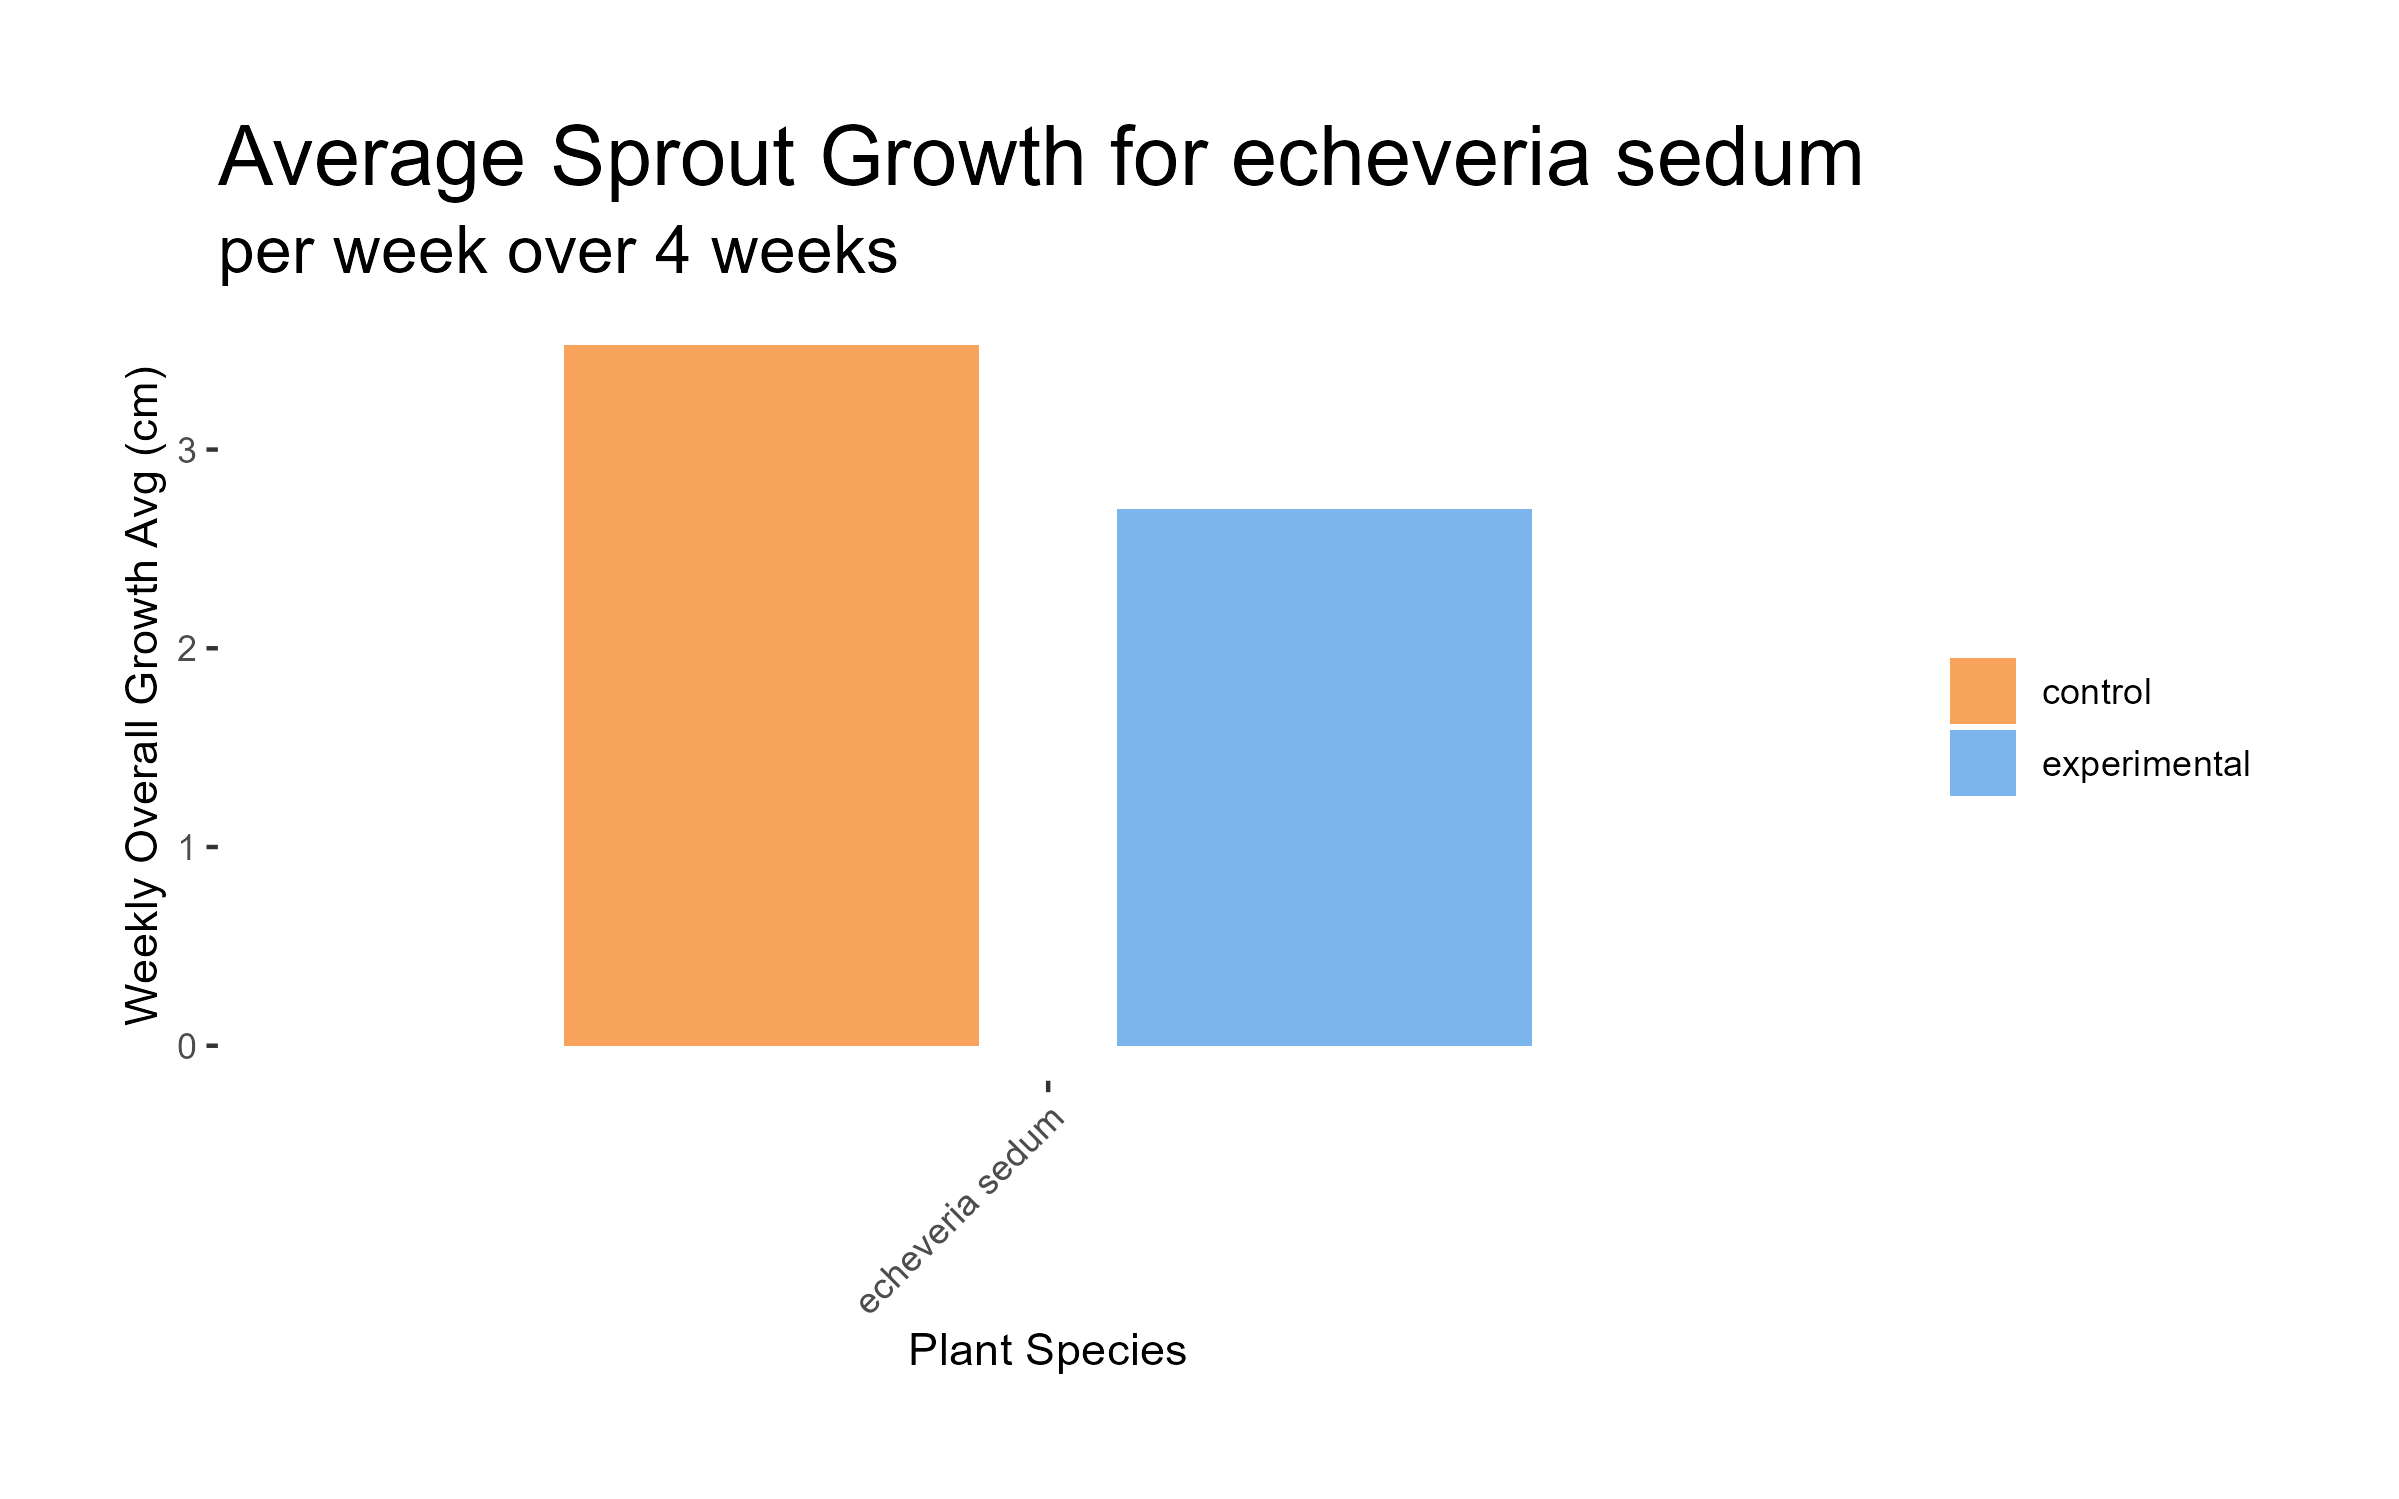 Average Sprout Growth for echeveria sedum
per week over 4 weeks
Weekly Overall Growth Avg (cm)
3
2
1
0
control
experimental
echeveria sedum
Plant Species